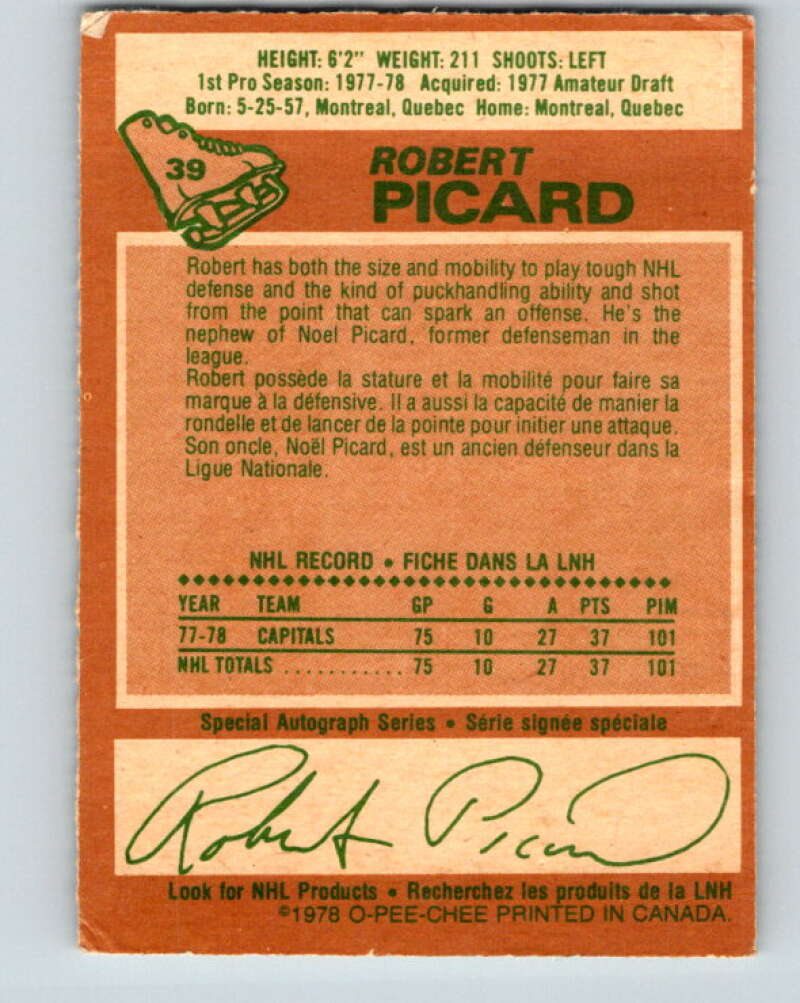 HEIGHT: 6'2" WEIGHT: 211 SHOOTS: LEFT
1st Pro Season: 1977-78 Acquired: 1977 Amateur Draft
Born: 5-25-57, Montreal, Quebec Home: Montreal, Quebec
39
ROBERT
PICARD
Robert has both the size and mobility to play tough NHL
defense and the kind of puckhandling ability and shot
from the point that can spark an offense. He's the
nephew of Noel Picard, former defenseman in the
league.
Robert possède la stature et la mobilité pour faire sa
marque à la défensive. Il a aussi la capacité de manier la
rondelle et de lancer de la pointe pour initier une attaque.
Son oncle, Noël Picard, est un ancien défenseur dans la
Ligue Nationale.
NHL RECORD • FICHE DANS LA LNH
YEAR TEAM GP G A PTS PIM
77-78 CAPITALS 75 10 27 37 101
NHL TOTALS ........... 75 10 27 37 101
Special Autograph Series • Série signée spéciale
Robert Picard
Look for NHL Products • Recherchez les produits de la LNH
©1978 O-PEE-CHEE PRINTED IN CANADA.